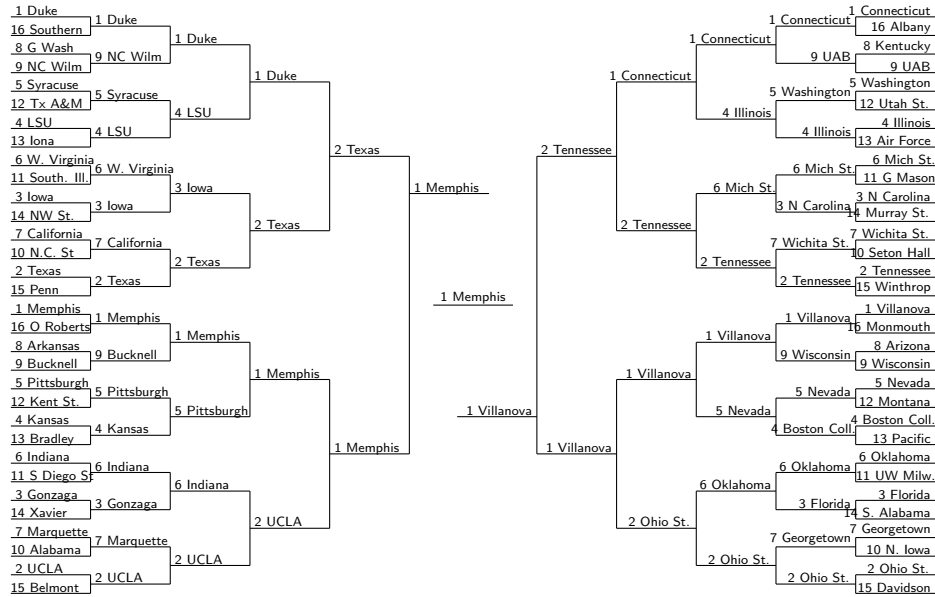 1 Duke
16 Southern
8 G Wash
9 NC Wilm
5 Syracuse
12 Tx A&M
4 LSU
13 Iona
6 W. Virginia
11 South. Ill.
3 Iowa
14 NW St.
7 California
10 N.C. St
2 Texas
15 Penn
1 Memphis
16 O Roberts
8 Arkansas
9 Bucknell
5 Pittsburgh
12 Kent St.
4 Kansas
13 Bradley
6 Indiana
11 S Diego St
3 Gonzaga
14 Xavier
7 Marquette
10 Alabama
2 UCLA
15 Belmont
1 Duke
9 NC Wilm
5 Syracuse
4 LSU
6 W. Virginia
3 Iowa
7 California
2 Texas
1 Memphis
9 Bucknell
5 Pittsburgh
4 Kansas
6 Indiana
3 Gonzaga
7 Marquette
2 UCLA
1 Duke
4 LSU
3 Iowa
2 Texas
1 Memphis
5 Pittsburgh
6 Indiana
2 UCLA
1 Duke
2 Texas
1 Memphis
2 UCLA
2 Texas
1 Memphis
1 Memphis
1 Memphis
1 Villanova
2 Tennessee
1 Villanova
1 Connecticut
2 Tennessee
1 Villanova
2 Ohio St.
1 Connecticut
4 Illinois
6 Mich St.
2 Tennessee
1 Villanova
5 Nevada
6 Oklahoma
2 Ohio St.
1 Connecticut
9 UAB
5 Washington
4 Illinois
6 Mich St.
3 N Carolina
7 Wichita St.
2 Tennessee
1 Villanova
9 Wisconsin
5 Nevada
4 Boston Coll.
6 Oklahoma
3 Florida
7 Georgetown
2 Ohio St.
1 Connecticut
16 Albany
8 Kentucky
9 UAB
5 Washington
12 Utah St.
4 Illinois
13 Air Force
6 Mich St.
11 G Mason
3 N Carolina
14 Murray St.
7 Wichita St.
10 Seton Hall
2 Tennessee
15 Winthrop
1 Villanova
16 Monmouth
8 Arizona
9 Wisconsin
5 Nevada
12 Montana
4 Boston Coll.
13 Pacific
6 Oklahoma
11 UW Milw.
3 Florida
14 S. Alabama
7 Georgetown
10 N. Iowa
2 Ohio St.
15 Davidson